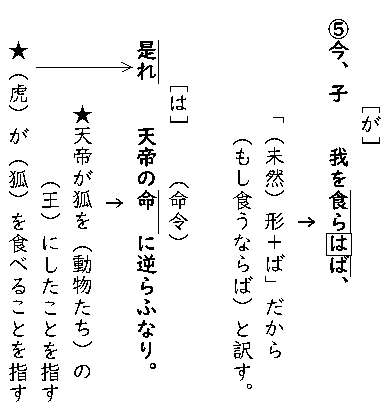 ［が］
⑤今、子　我を食らはば、
→
「（未然）形＋ば」だから
（もし食うならば）と訳す。
［は］　（命令）
是れ　天帝の命　に逆らふなり。
→
★天帝が狐を（動物たち）の
（王）にしたことを指す
★（虎）が（狐）を食べることを指す